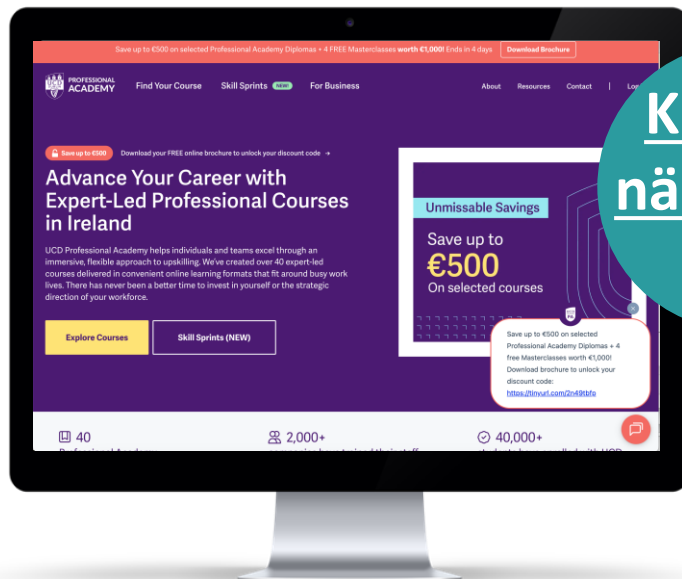 Save up to €500 on selected Professional Academy Diplomas + 4 FREE Masterclasses worth €1,000! Ends in 4 days
Download Brochure
PROFESSIONAL
ACADEMY
Find Your Course
Skill Sprints NEW!
For Business
About
Resources
Contact
|
Save up to €500
Download your FREE online brochure to unlock your discount code →
Advance Your Career with
Expert-Led Professional Courses
in Ireland
UCD Professional Academy helps individuals and teams excel through an
immersive, flexible approach to upskilling. We've created over 40 expert-led
courses delivered in convenient online learning formats that fit around busy work
lives. There has never been a better time to invest in yourself or the strategic
direction of your workforce.
Explore Courses
Skill Sprints (NEW)
Unmissable Savings
Save up to
€500
On selected courses
Save up to €500 on selected
Professional Academy Diplomas + 4
free Masterclasses worth €1,000!
Download brochure to unlock your
discount code:
https://tinyurl.com/2n49tbfa
40
2,000+
40,000+
K
nä